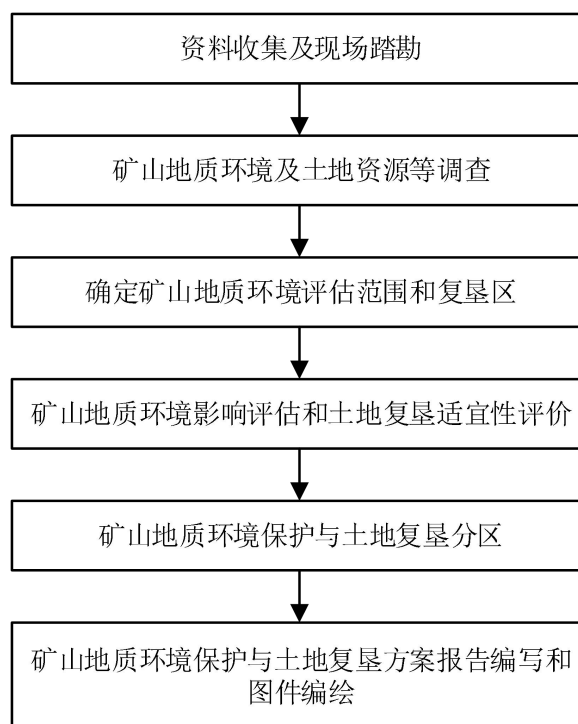 资料收集及现场踏勘
矿山地质环境及土地资源等调查
确定矿山地质环境评估范围和复垦区
矿山地质环境影响评估和土地复垦适宜性评价
矿山地质环境保护与土地复垦分区
矿山地质环境保护与土地复垦方案报告编写和
图件编绘